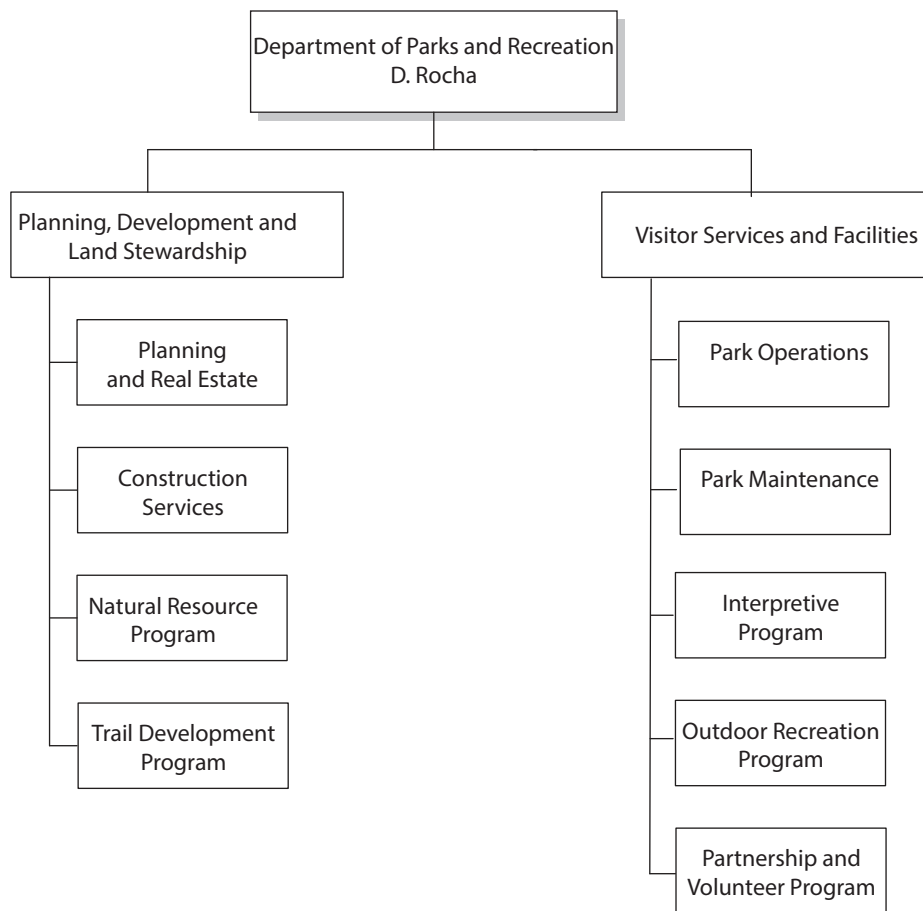 Department of Parks and Recreation
D. Rocha
Planning, Development and
Land Stewardship
Planning
and Real Estate
Construction
Services
Natural Resource
Program
Trail Development
Program
Visitor Services and Facilities
Park Operations
Park Maintenance
Interpretive
Program
Outdoor Recreation
Program
Partnership and
Volunteer Program